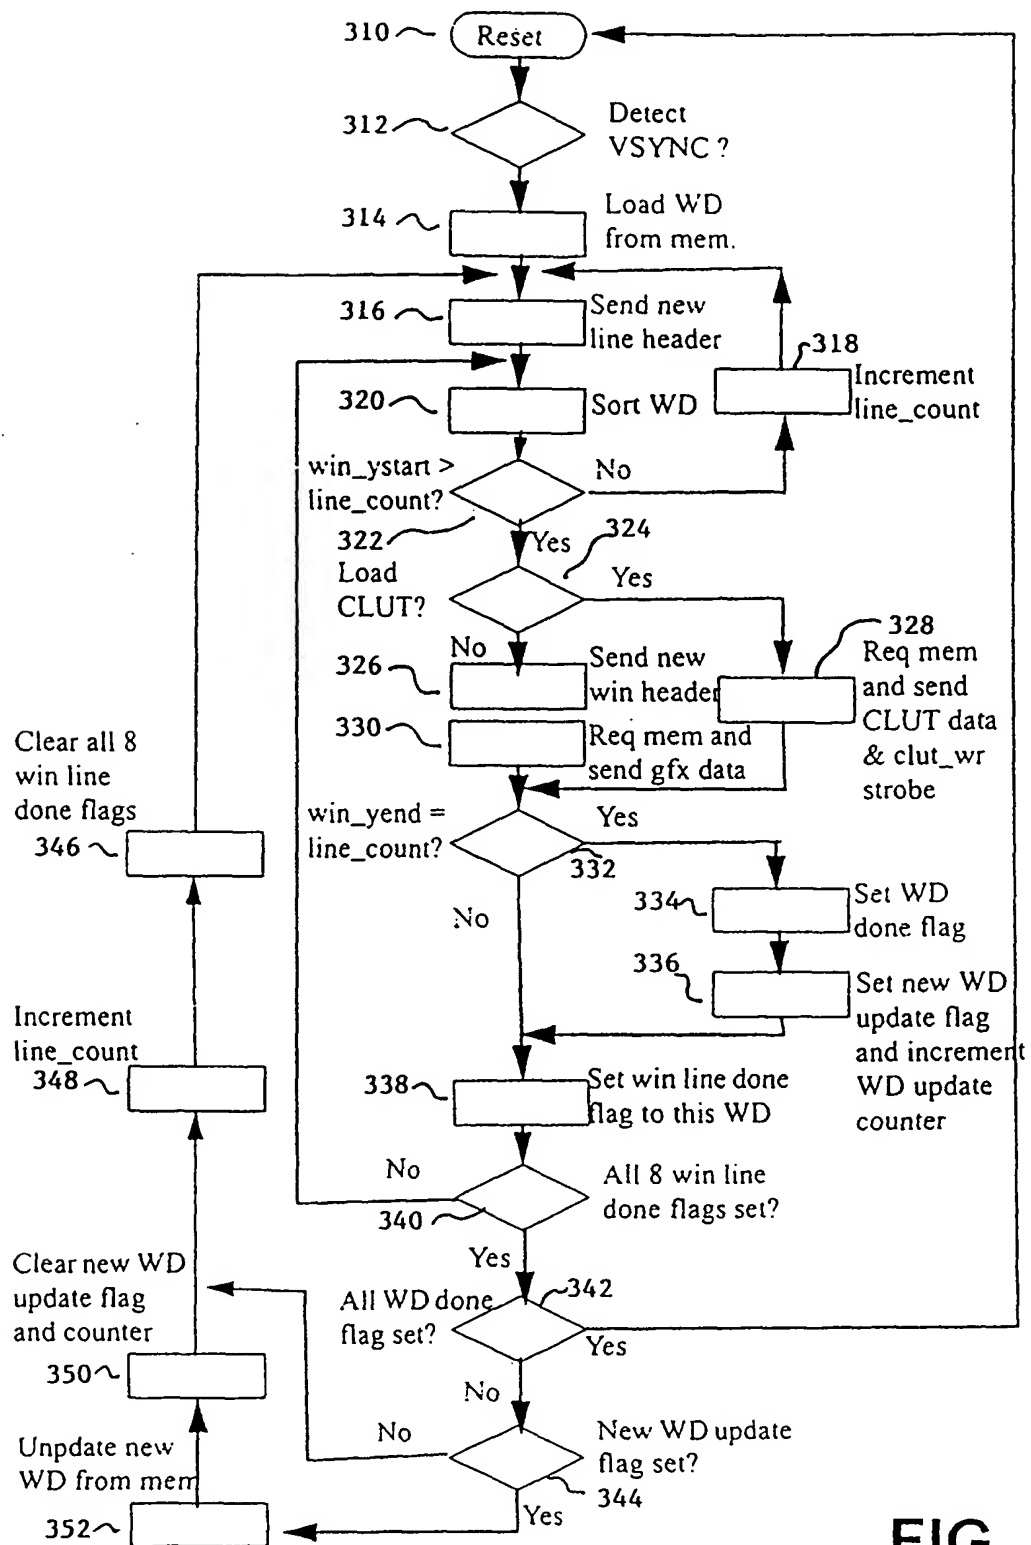 310
Reset
312
Detect
VSYNC ?
314
Load WD
from mem.
316
Send new
line header
318
Increment
line_count
320
Sort WD
win_ystart >
line_count?
No
322
Yes
324
Load
CLUT?
Yes
No
326
Send new
win header
328
Req mem
and send
CLUT data
& clut_wr
strobe
330
Req mem and
send gfx data
win_yend =
line_count?
Yes
332
No
334
Set WD
done flag
336
Set new WD
update flag
and increment
WD update
counter
338
Set win line done
flag to this WD
No
340
All 8 win line
done flags set?
Yes
342
All WD done
flag set?
Yes
No
No
New WD update
flag set?
344
Yes
Clear all 8
win line
done flags
346
Increment
line_count
348
Clear new WD
update flag
and counter
350
Unpdate new
WD from mem
352
FIG